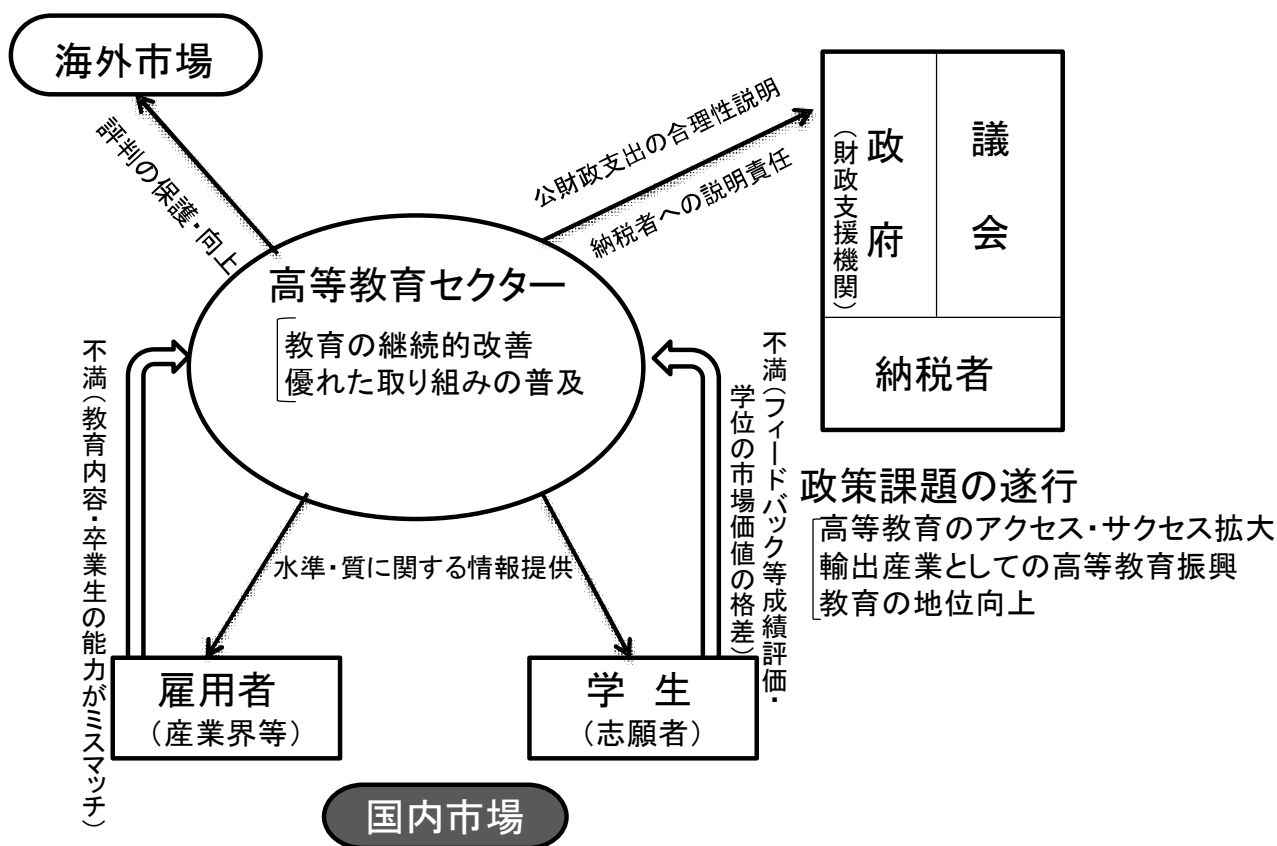 海外市場
評判の保護・向上
公財政支出の合理性説明
納税者への説明責任
政府
（財政支援機関）
議会
納税者
高等教育セクター
教育の継続的改善
優れた取り組みの普及
不満（教育内容・卒業生の能力がミスマッチ）
不満（フィードバック等成績評価・
学位の市場価値の格差）
政策課題の遂行
高等教育のアクセス・サクセス拡大
輸出産業としての高等教育振興
教育の地位向上
水準・質に関する情報提供
雇用者
（産業界等）
学 生
（志願者）
国内市場